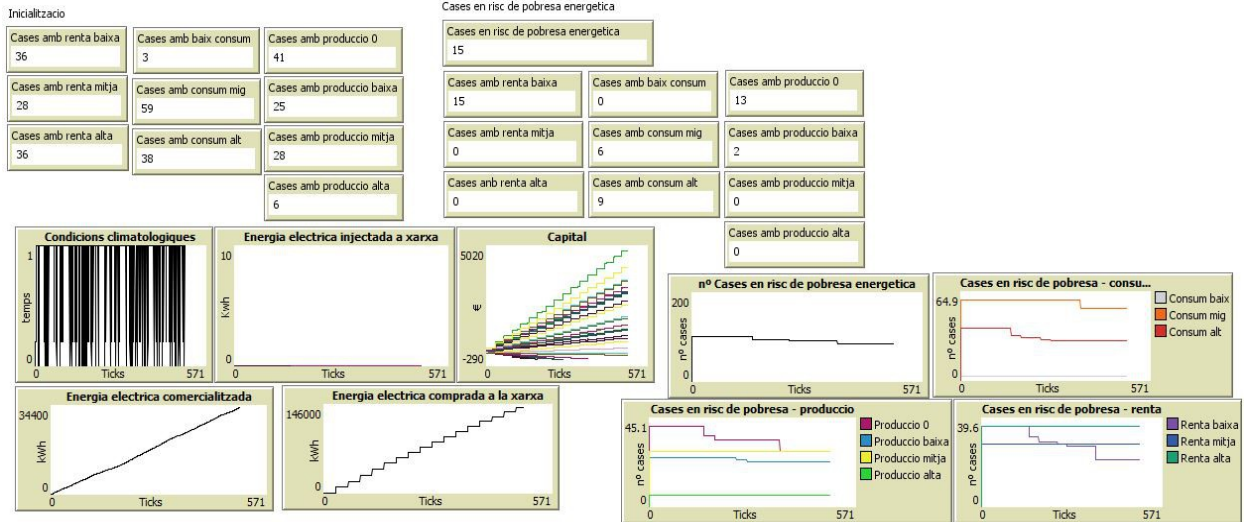 Inicialitzacio
Cases amb renta baixa
36
Cases amb baix consum
3
Cases amb produccio 0
41
Cases amb renta mitja
28
Cases amb consum mig
59
Cases amb produccio baixa
25
Cases amb renta alta
36
Cases amb consum alt
38
Cases amb produccio mitja
28
Cases amb produccio alta
6
Cases en risc de pobresa energetica
Cases en risc de pobresa energetica
15
Cases amb renta baixa
15
Cases amb baix consum
0
Cases amb produccio 0
13
Cases amb renta mitja
0
Cases amb consum mig
6
Cases amb produccio baixa
2
Cases anb renta alta
0
Cases amb consum alt
9
Cases amb produccio mitja
0
Cases amb produccio alta
0
Condicions climatologiques
1
temps
0
0
Ticks
571
Energia electrica injectada a xarxa
10
Kwh
0
0
Ticks
571
Capital
5020
€
-290
0
Ticks
571
nº Cases en risc de pobresa energetica
200
nº cases
0
0
Ticks
571
Cases en risc de pobresa - consu...
64.9
nº cases
0
0
Ticks
571
Consum baix
Consum mig
Consum alt
Energia electrica comercialitzada
34400
kWh
0
0
Ticks
571
Energia electrica comprada a la xarxa
146000
kWh
0
0
Ticks
571
Cases en risc de pobresa - produccio
45.1
nº cases
0
0
Ticks
571
Produccio 0
Produccio baixa
Produccio mitja
Produccio alta
Cases en risc de pobresa - renta
39.6
nº cases
0
0
Ticks
571
Renta baixa
Renta mitja
Renta alta